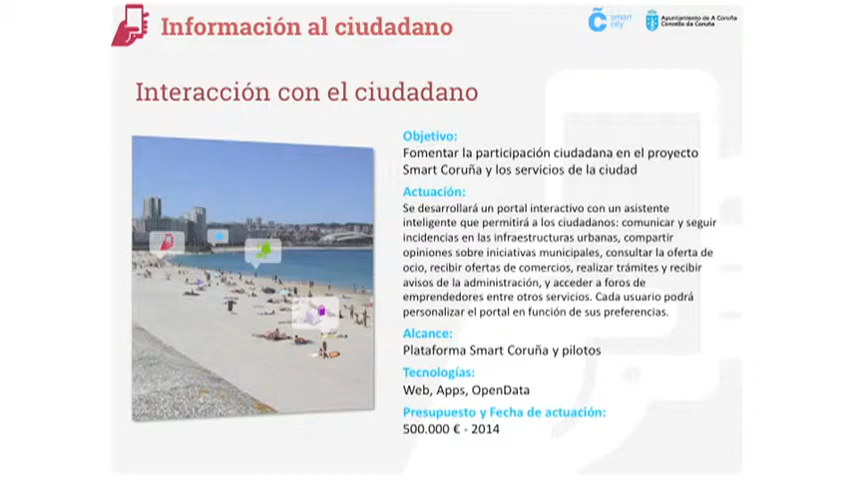 Información al ciudadano
smart
city
Ayuntamiento de A Coruña
Concello da Coruña
Interacción con el ciudadano
Objetivo:
Fomentar la participación ciudadana en el proyecto
Smart Coruña y los servicios de la ciudad
Actuación:
Se desarrollará un portal interactivo con un asistente
inteligente que permitirá a los ciudadanos: comunicar y seguir
incidencias en las infraestructuras urbanas, compartir
opiniones sobre iniciativas municipales, consultar la oferta de
ocio, recibir ofertas de comercios, realizar trámites y recibir
avisos de la administración, y acceder a foros de
emprendedores entre otros servicios. Cada usuario podrá
personalizar el portal en función de sus preferencias.
Alcance:
Plataforma Smart Coruña y pilotos
Tecnologías:
Web, Apps, OpenData
Presupuesto y Fecha de actuación:
500.000 € - 2014